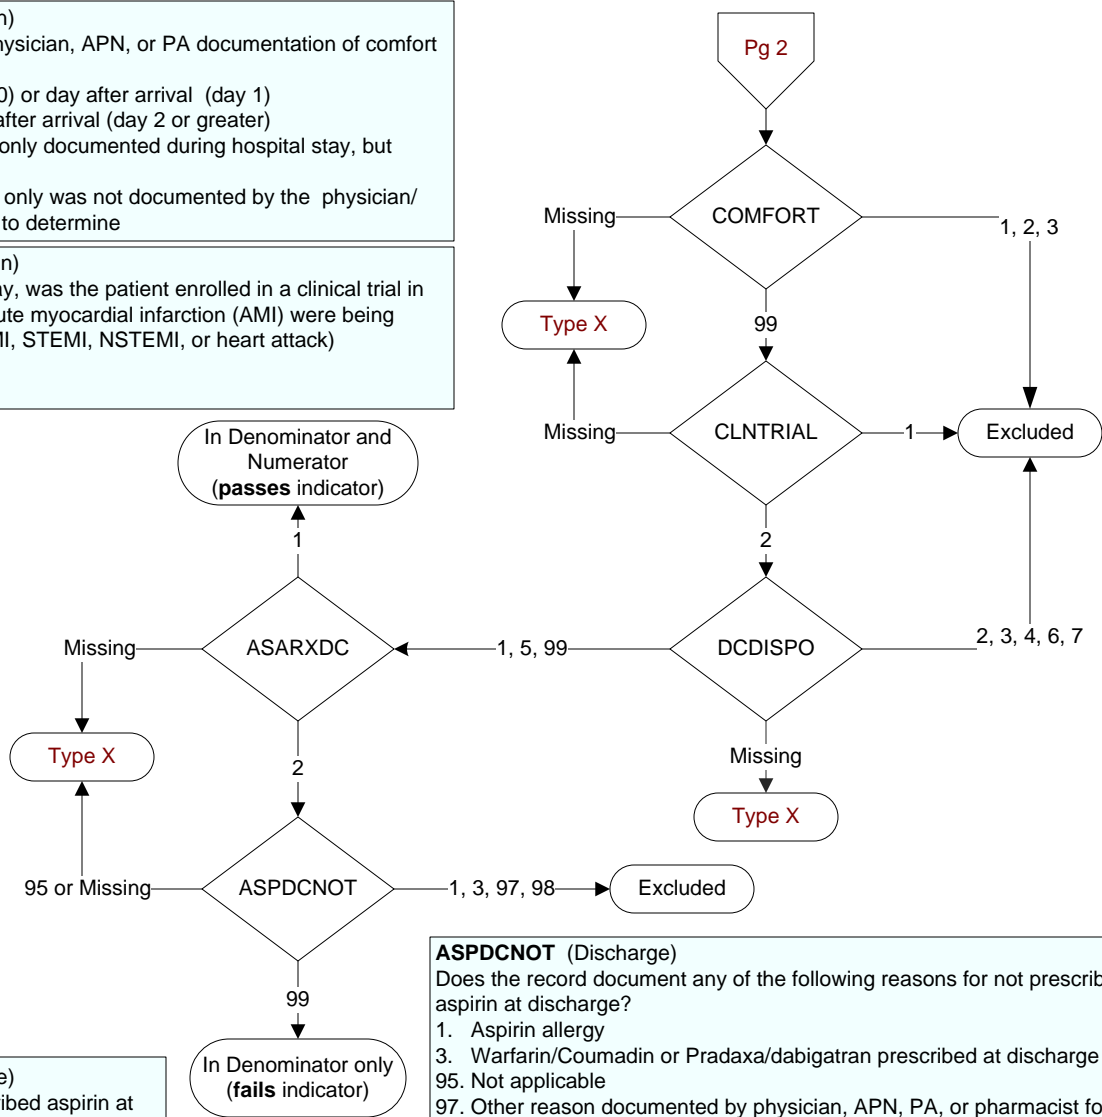 n)
hysician, APN, or PA documentation of comfort
0) or day after arrival  (day 1)
after arrival (day 2 or greater)
only documented during hospital stay, but
only was not documented by the  physician/
to determine
n)
ay, was the patient enrolled in a clinical trial in
ute myocardial infarction (AMI) were being
MI, STEMI, NSTEMI, or heart attack)
Pg 2
COMFORT
Missing
1, 2, 3
Type X
99
CLNTRIAL
Missing
1
Excluded
In Denominator and
Numerator
(passes indicator)
1
2
ASARXDC
Missing
1, 5, 99
DCDISPO
2, 3, 4, 6, 7
Type X
2
Missing
Type X
ASPDCNOT
95 or Missing
1, 3, 97, 98
Excluded
99
In Denominator only
(fails indicator)
e)
ribed aspirin at
ASPDCNOT  (Discharge)
Does the record document any of the following reasons for not prescrib
aspirin at discharge?
1.   Aspirin allergy
3.   Warfarin/Coumadin or Pradaxa/dabigatran prescribed at discharge
95. Not applicable
97. Other reason documented by physician, APN, PA, or pharmacist fo